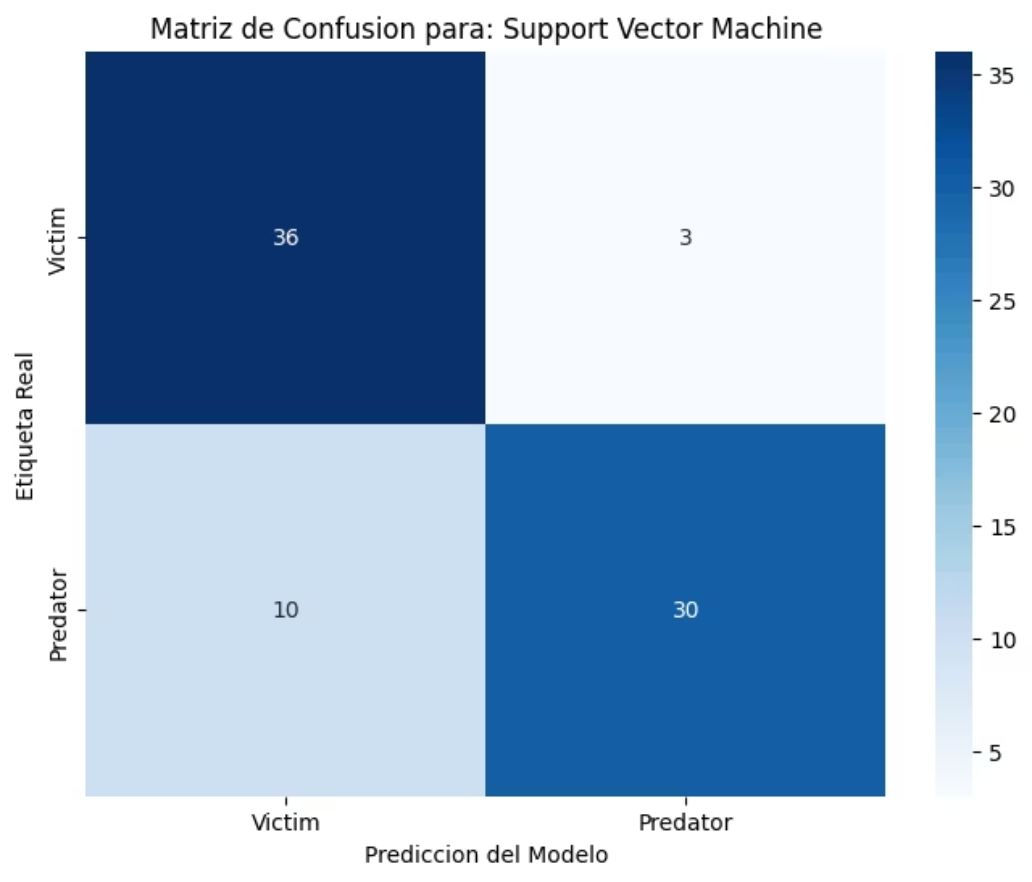 Matriz de Confusion para: Support Vector Machine
Etiqueta Real
Victim
36
3
Predator
10
30
Victim
Predator
Prediccion del Modelo
35
30
25
20
15
10
5